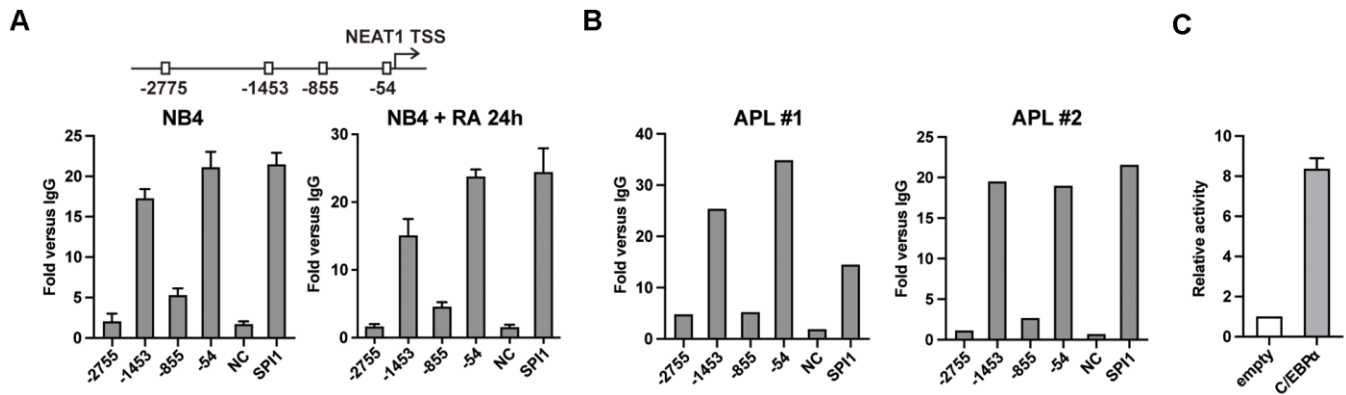 A
NEAT1 TSS
-2775 -1453 -855 -54
NB4
Fold versus IgG
25
20
15
10
5
0
-2755 -1453 -855 -54 NC SPI1
NB4 + RA 24h
Fold versus IgG
30
20
10
0
-2755 -1453 -855 -54 NC SPI1
B
APL #1
Fold versus IgG
40
30
20
10
0
-2755 -1453 -855 -54 NC SPI1
APL #2
Fold versus IgG
25
20
15
10
5
0
-2755 -1453 -855 -54 NC SPI1
C
Relative activity
10
8
6
4
2
0
empty C/EBPα